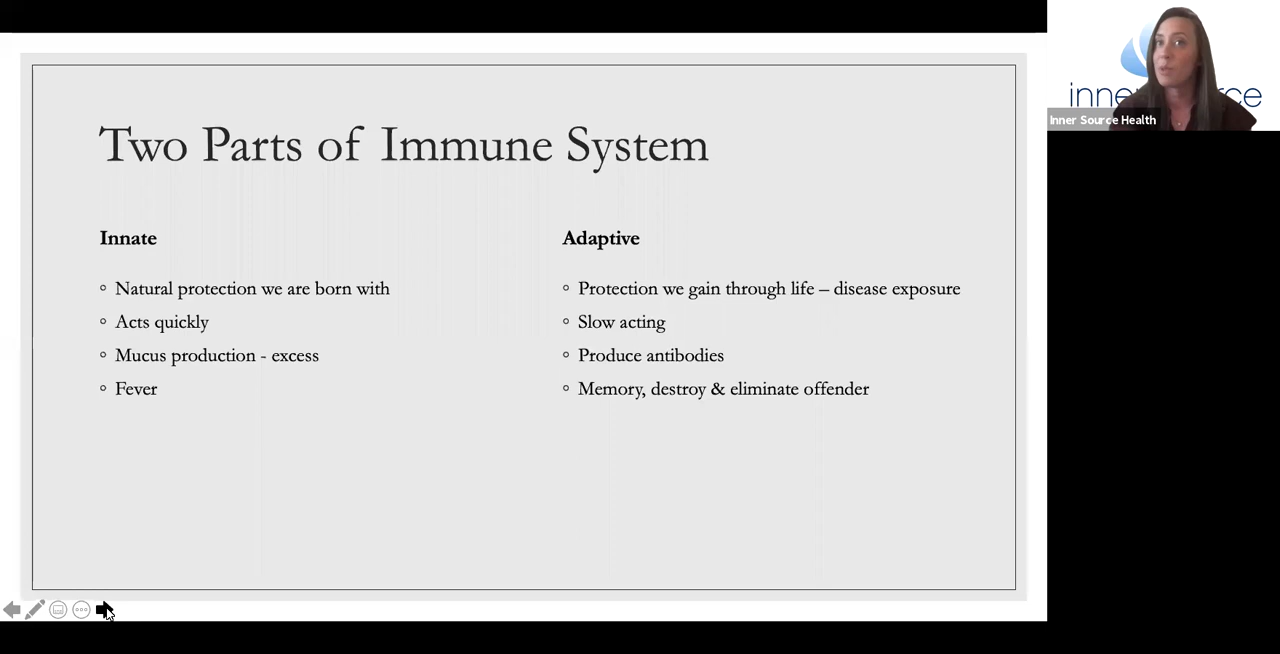 Two Parts of Immune System
Innate
Natural protection we are born with
Acts quickly
Mucus production - excess
Fever
Adaptive
Protection we gain through life – disease exposure
Slow acting
Produce antibodies
Memory, destroy & eliminate offender
Inner Source Health